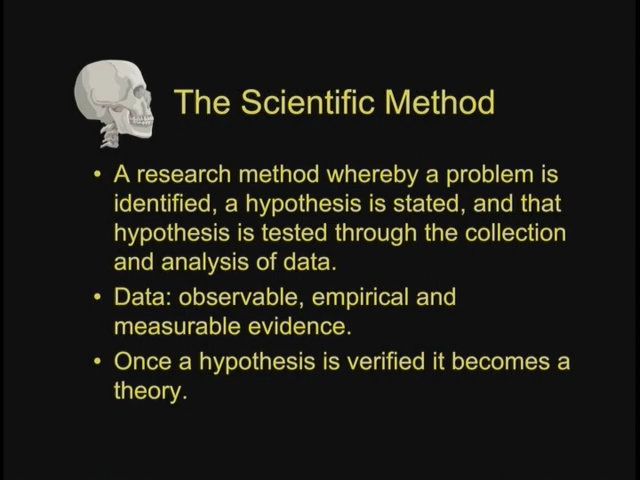 The Scientific Method
• A research method whereby a problem is
identified, a hypothesis is stated, and that
hypothesis is tested through the collection
and analysis of data.
• Data: observable, empirical and
measurable evidence.
• Once a hypothesis is verified it becomes a
theory.